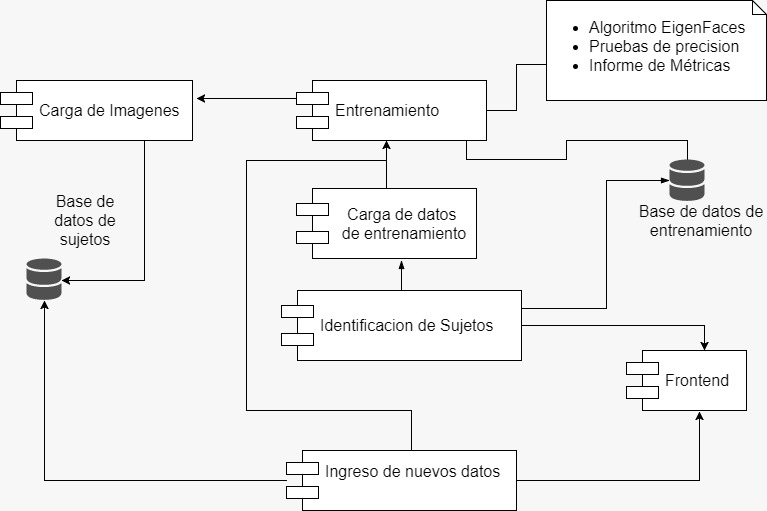 Algoritmo EigenFaces
Pruebas de precision
Informe de Métricas
Carga de Imagenes
Entrenamiento
Base de
datos de
sujetos
Carga de datos
de entrenamiento
Base de datos de
entrenamiento
Identificacion de Sujetos
Frontend
Ingreso de nuevos datos